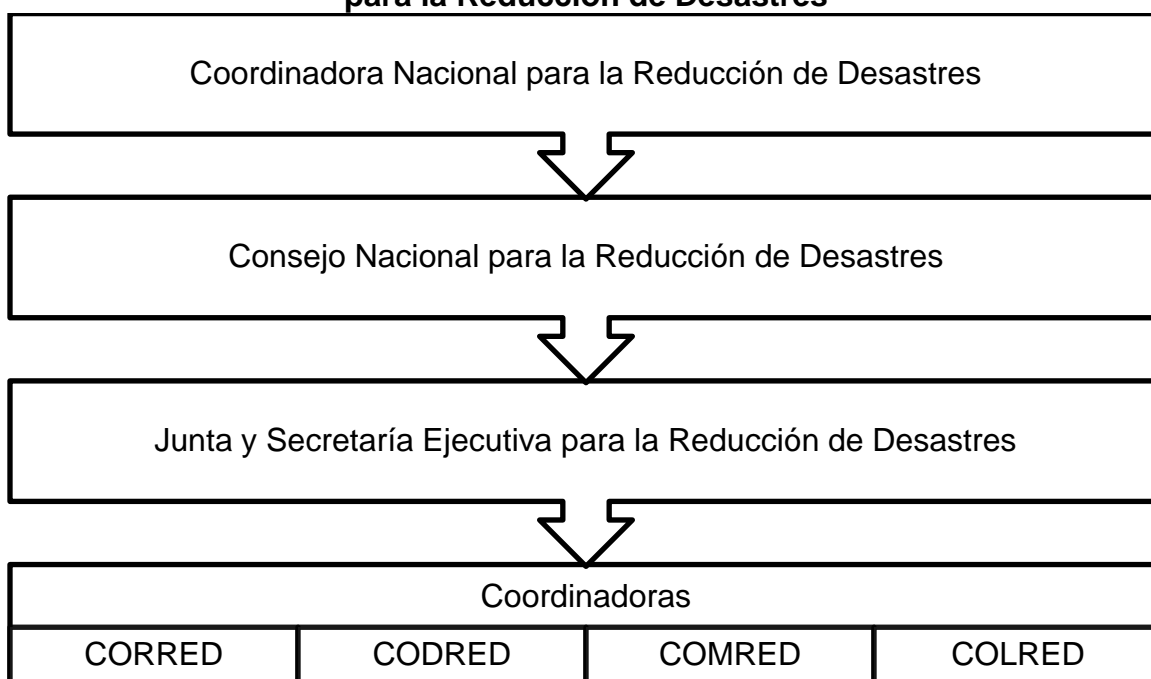 para la Reducción de Desastres
Coordinadora Nacional para la Reducción de Desastres
Consejo Nacional para la Reducción de Desastres
Junta y Secretaría Ejecutiva para la Reducción de Desastres
Coordinadoras
CORRED CODRED COMRED COLRED